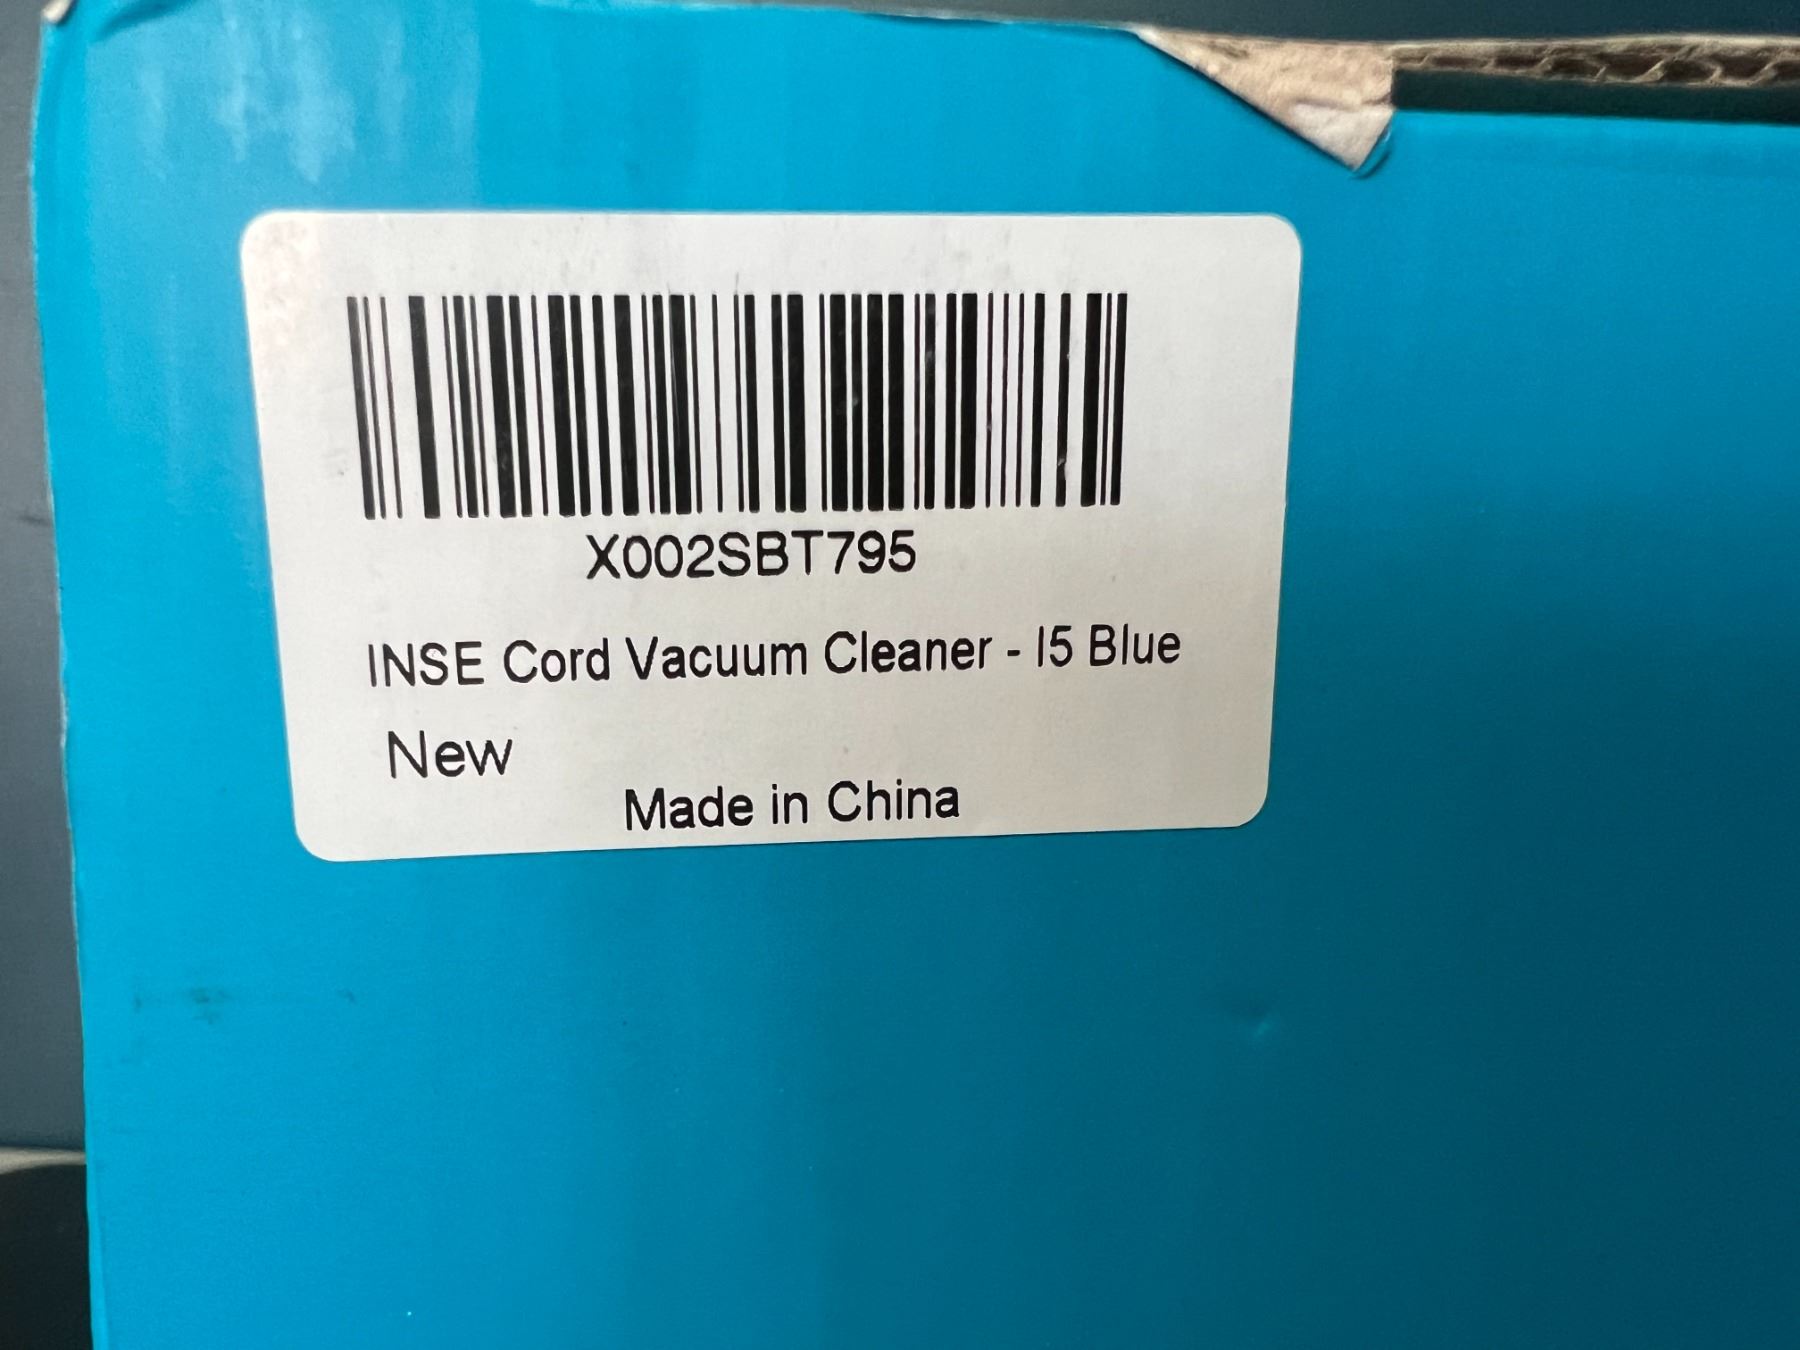 X002SBT795
INSE Cord Vacuum Cleaner - I5 Blue
New
Made in China